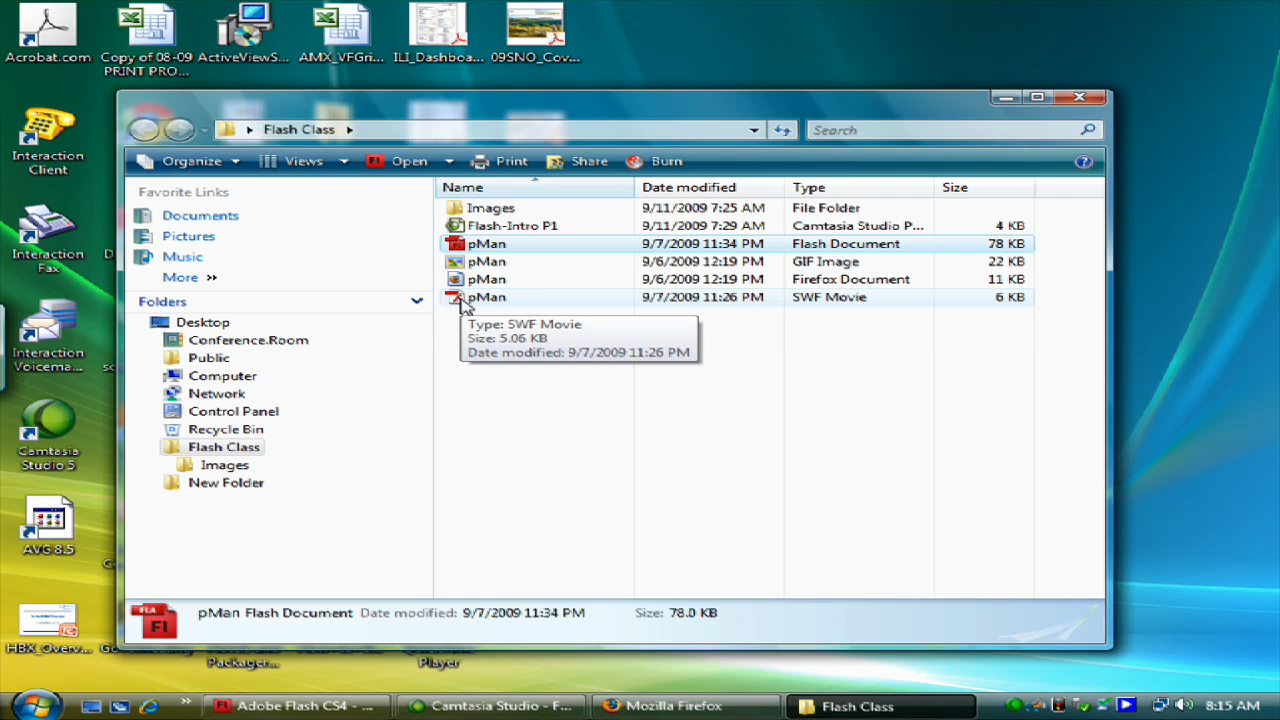 Acrobat.com
Copy of 08-09 PRINT PRO...
ActiveViewS...
AMX_VFGri...
ILI_Dashboa...
09SNO_Cov...
Interaction Client
Interaction Fax
Interaction Voicema...
Camtasia Studio 5
AVG 8.5
HBX_Overv...
Packager...
Player
Flash Class
Search
Organize Views Open Print Share Burn
Favorite Links
Documents
Pictures
Music
More »
Folders
Desktop
Conference.Room
Public
Computer
Network
Control Panel
Recycle Bin
Flash Class
Images
New Folder
Name Date modified Type Size
Images 9/11/2009 7:25 AM File Folder
Flash-Intro P1 9/11/2009 7:29 AM Camtasia Studio P... 4 KB
pMan 9/7/2009 11:34 PM Flash Document 78 KB
pMan 9/6/2009 12:19 PM GIF Image 22 KB
pMan 9/6/2009 12:19 PM Firefox Document 11 KB
pMan 9/7/2009 11:26 PM SWF Movie 6 KB
Type: SWF Movie
Size: 5.06 KB
Date modified: 9/7/2009 11:26 PM
FLA
Fl
pMan Flash Document Date modified: 9/7/2009 11:34 PM Size: 78.0 KB
Adobe Flash CS4 - ... Camtasia Studio - F... Mozilla Firefox Flash Class 8:15 AM